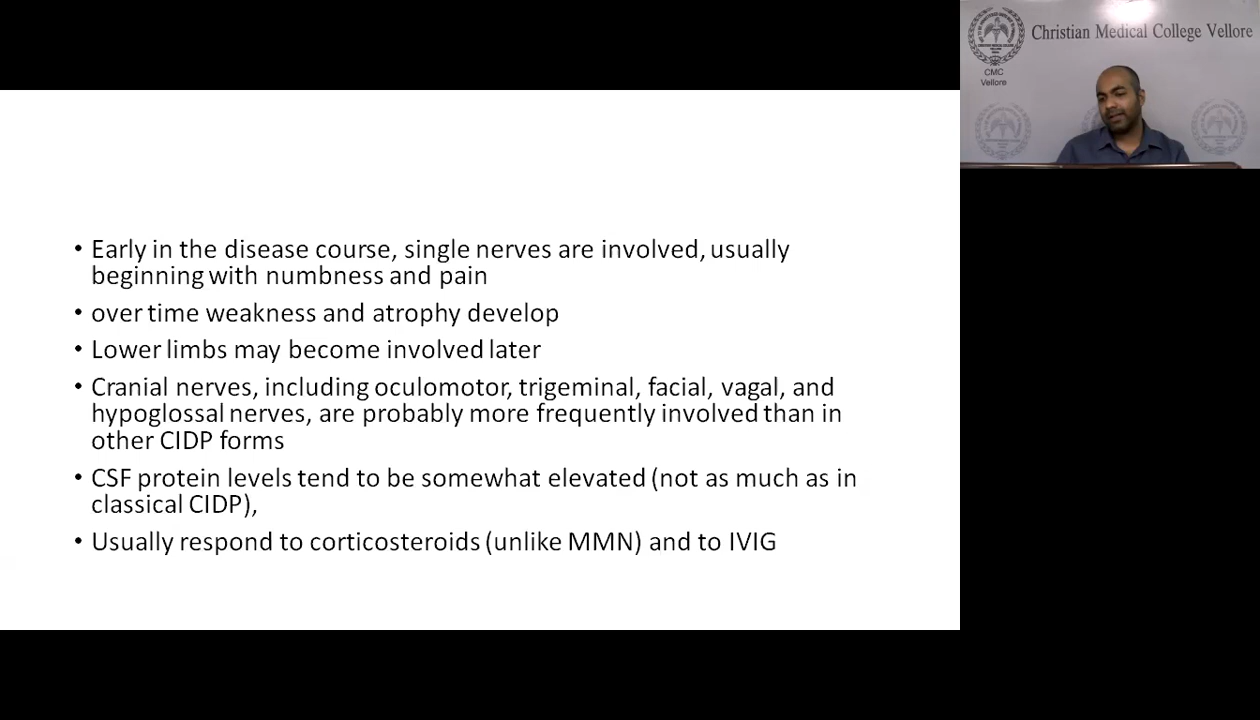 • Early in the disease course, single nerves are involved, usually
beginning with numbness and pain
• over time weakness and atrophy develop
• Lower limbs may become involved later
• Cranial nerves, including oculomotor, trigeminal, facial, vagal, and
hypoglossal nerves, are probably more frequently involved than in
other CIDP forms
• CSF protein levels tend to be somewhat elevated (not as much as in
classical CIDP),
• Usually respond to corticosteroids (unlike MMN) and to IVIG
Christian Medical College Vellore
CMC
Vellore